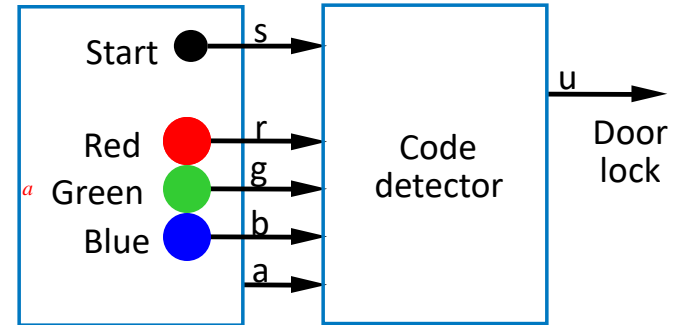 Start
s
Red
r
a
Green
g
Blue
b
a
Code
detector
u
Door
lock